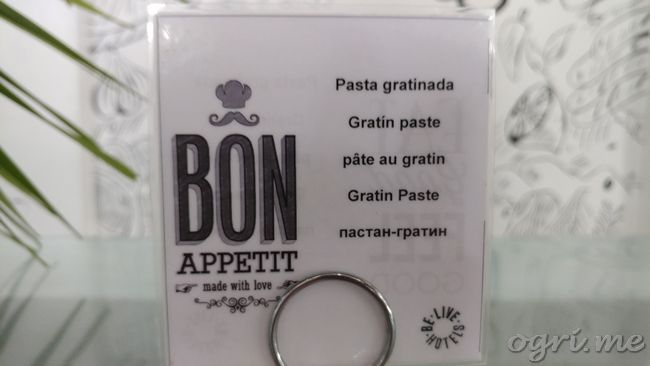 BON
APPETIT
made with love
Pasta gratinada
Gratín paste
pâte au gratin
Gratin Paste
пастан-гратин
BE LIVE HOTELS
ogri.me